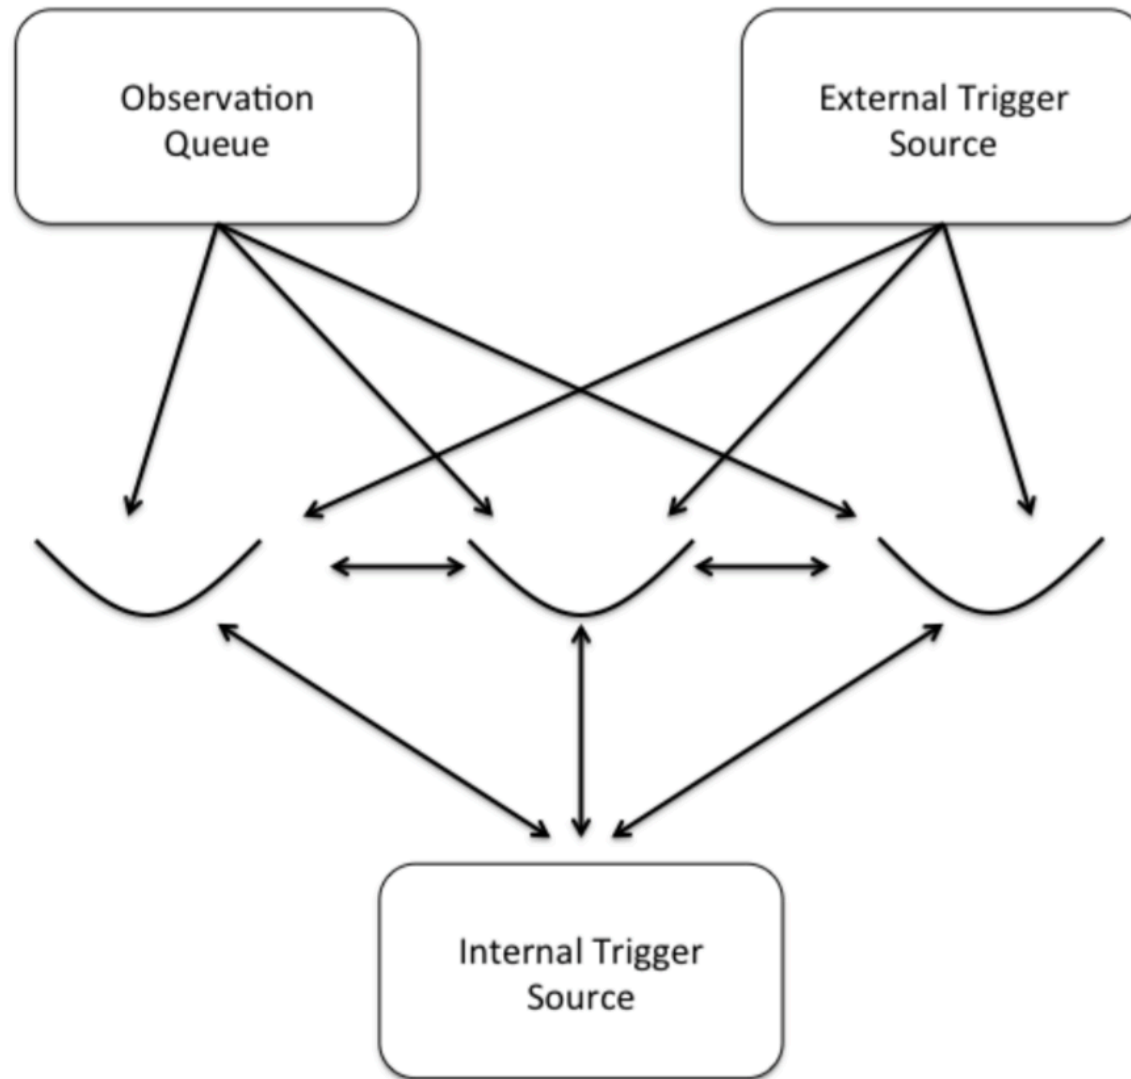 Observation
Queue
External Trigger
Source
Internal Trigger
Source